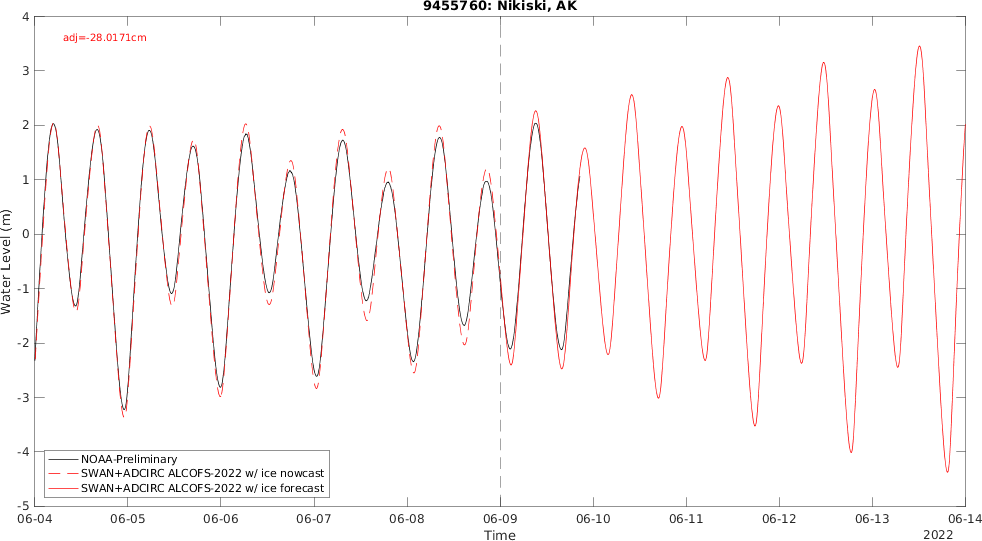 9455760: Nikiski, AK
adj=-28.0171cm
4
3
2
1
0
-1
-2
-3
-4
-5
Water Level (m)
NOAA-Preliminary
SWAN+ADCIRC ALCOFS-2022 w/ ice nowcast
SWAN+ADCIRC ALCOFS-2022 w/ ice forecast
06-04 06-05 06-06 06-07 06-08 06-09 06-10 06-11 06-12 06-13 06-14
Time
2022